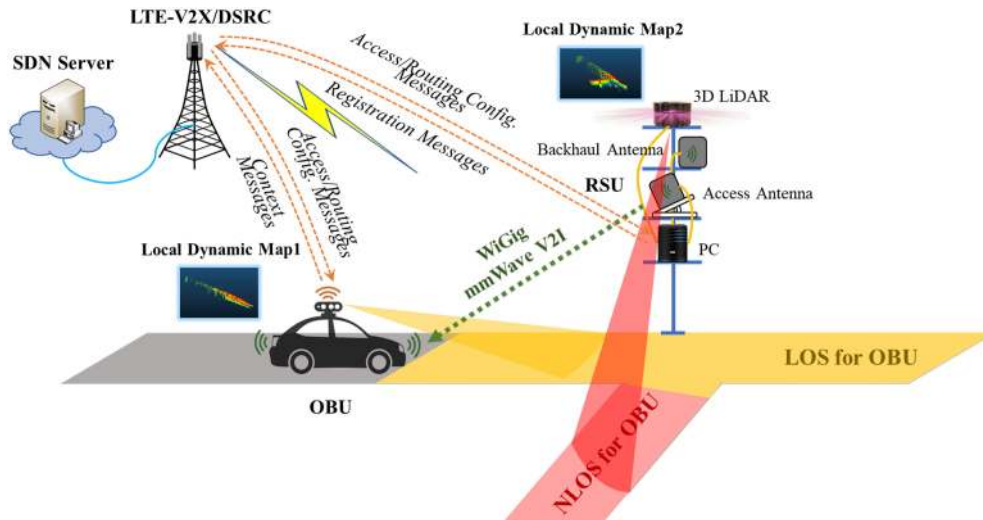 LTE-V2X/DSRC
SDN Server
Access/Routing Config.
Messages
Registration Messages
Local Dynamic Map2
3D LiDAR
Backhaul Antenna
RSU
Access Antenna
PC
Context
Messages
Access/Routing
Config. Messages
WiGig
mmWave V2I
Local Dynamic Map1
OBU
LOS for OBU
NLOS for OBU